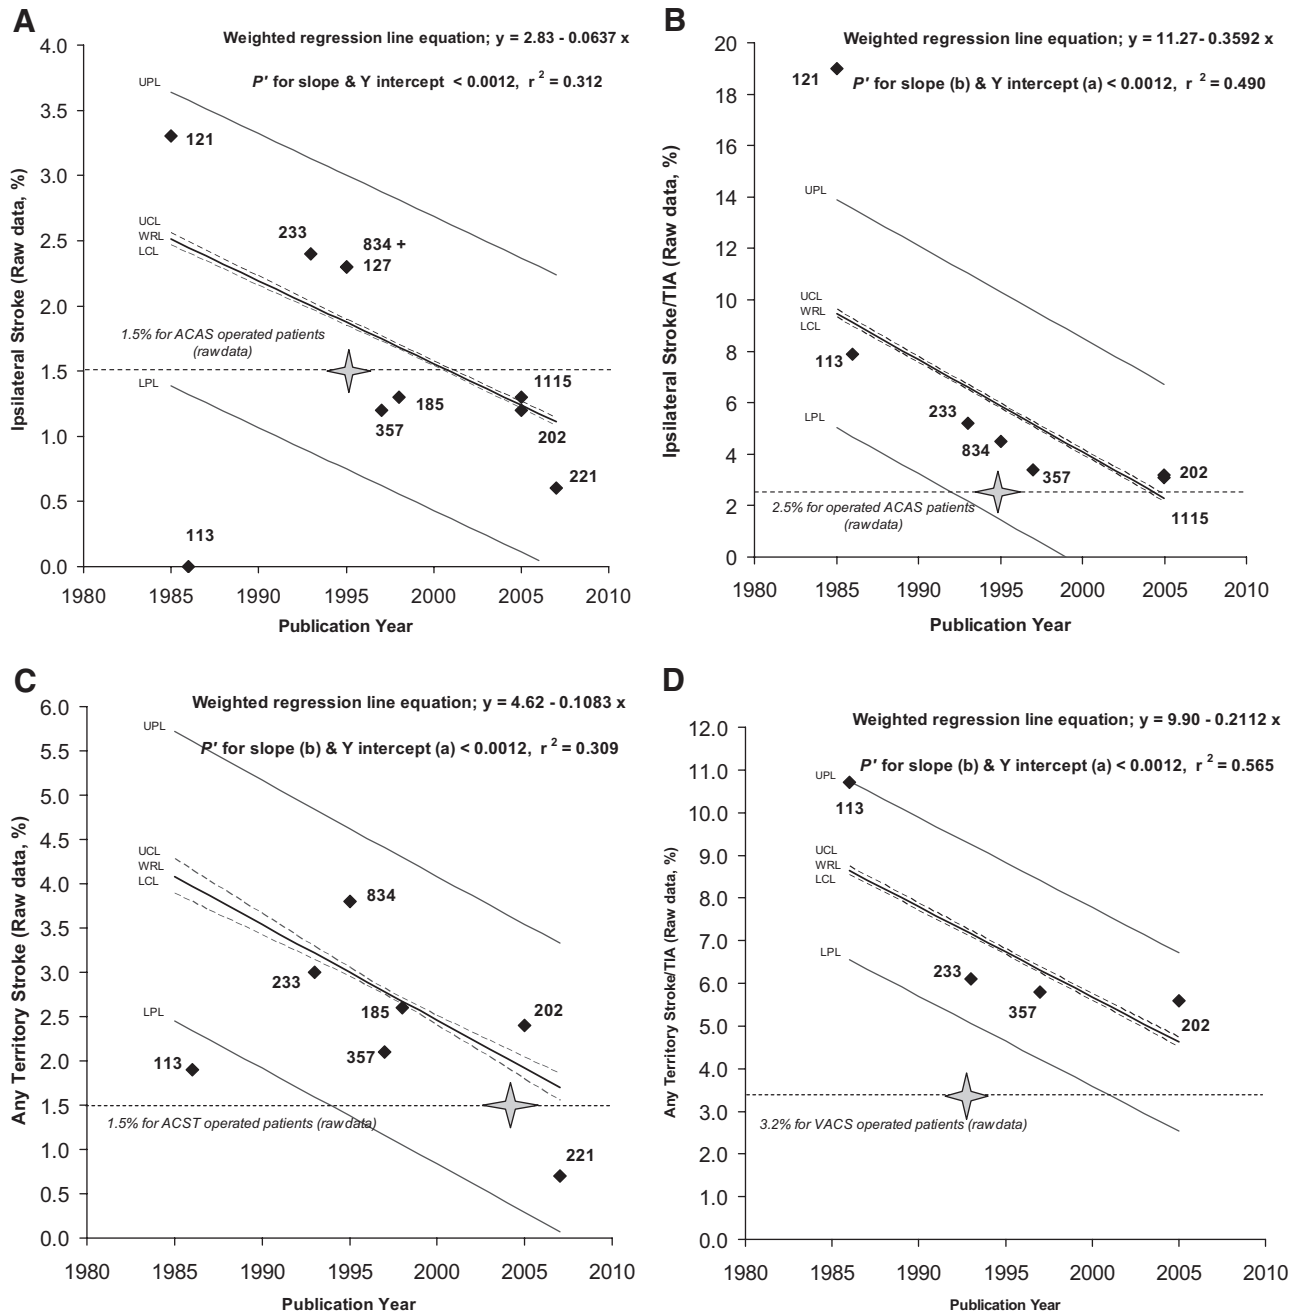 A
Weighted regression line equation; y = 2.83 - 0.0637 x
P' for slope & Y intercept < 0.0012, r 2 = 0.312
Ipsilateral Stroke (Raw data, %)
4.0
3.5
3.0
2.5
2.0
1.5
1.0
0.5
0.0
UPL
121
UCL
WRL
LCL
233
834 +
127
1.5% for ACAS operated patients
(rawdata)
LPL
1115
185
357
202
221
113
1980 1985 1990 1995 2000 2005 2010
Publication Year
B
Weighted regression line equation; y = 11.27- 0.3592 x
P' for slope (b) & Y intercept (a) < 0.0012, r 2 = 0.490
Ipsilateral Stroke/TIA (Raw data, %)
20
18
16
14
12
10
8
6
4
2
0
121
UPL
UCL
WRL
LCL
113
LPL
233
834
357
202
1115
2.5% for operated ACAS patients
(rawdata)
1980 1985 1990 1995 2000 2005 2010
Publication Year
C
Weighted regression line equation; y = 4.62 - 0.1083 x
P' for slope (b) & Y intercept (a) < 0.0012, r 2 = 0.309
Any Territory Stroke (Raw data, %)
6.0
5.5
5.0
4.5
4.0
3.5
3.0
2.5
2.0
1.5
1.0
0.5
0.0
UPL
UCL
WRL
LCL
834
233
185
202
LPL
357
113
1.5% for ACST operated patients (rawdata)
221
1980 1985 1990 1995 2000 2005 2010
Publication Year
D
Weighted regression line equation; y = 9.90 - 0.2112 x
P' for slope (b) & Y intercept (a) < 0.0012, r 2 = 0.565
Any Territory Stroke/TIA (Raw data, %)
12.0
11.0
10.0
9.0
8.0
7.0
6.0
5.0
4.0
3.0
2.0
1.0
0.0
UPL
113
UCL
WRL
LCL
LPL
233
357
202
3.2% for VACS operated patients (rawdata)
1980 1985 1990 1995 2000 2005 2010
Publication Year